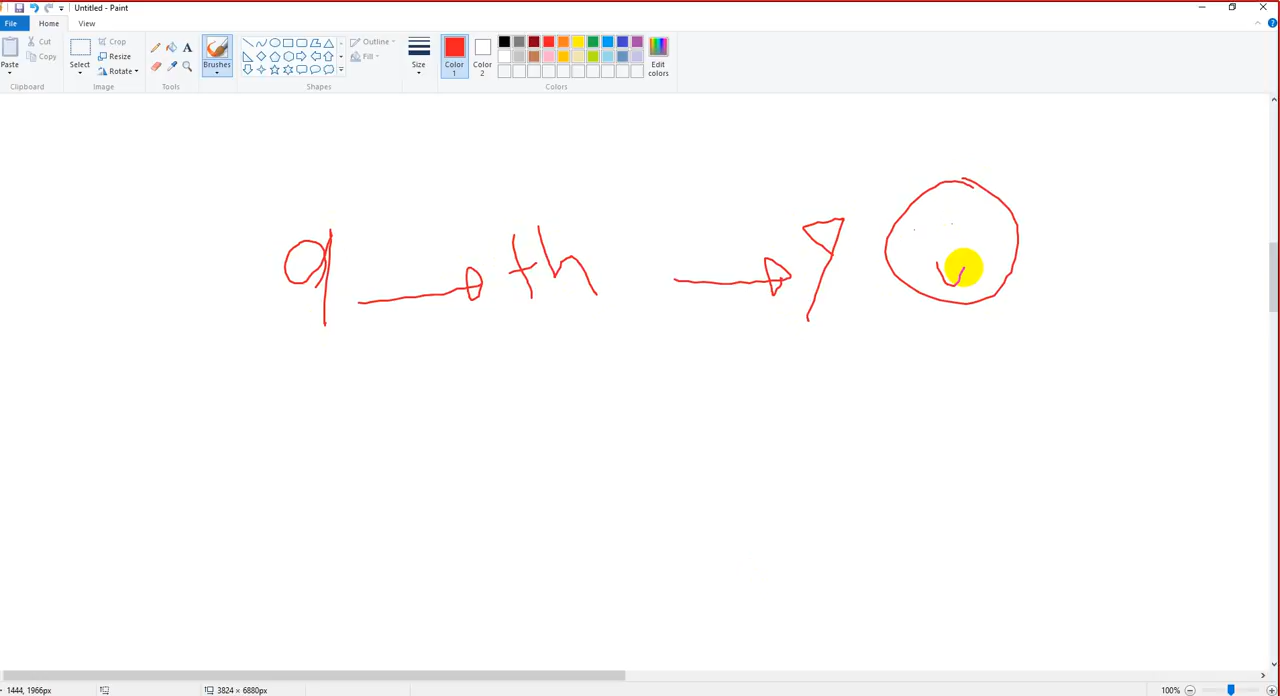 Untitled - Paint
File Home View
Paste Cut Copy Select Crop Resize Rotate Brushes Outline Fill Size Color 1 Color 2 Edit colors
Clipboard Image Tools Shapes Colors
q th
1444, 1966px 3824 × 6880px 100%